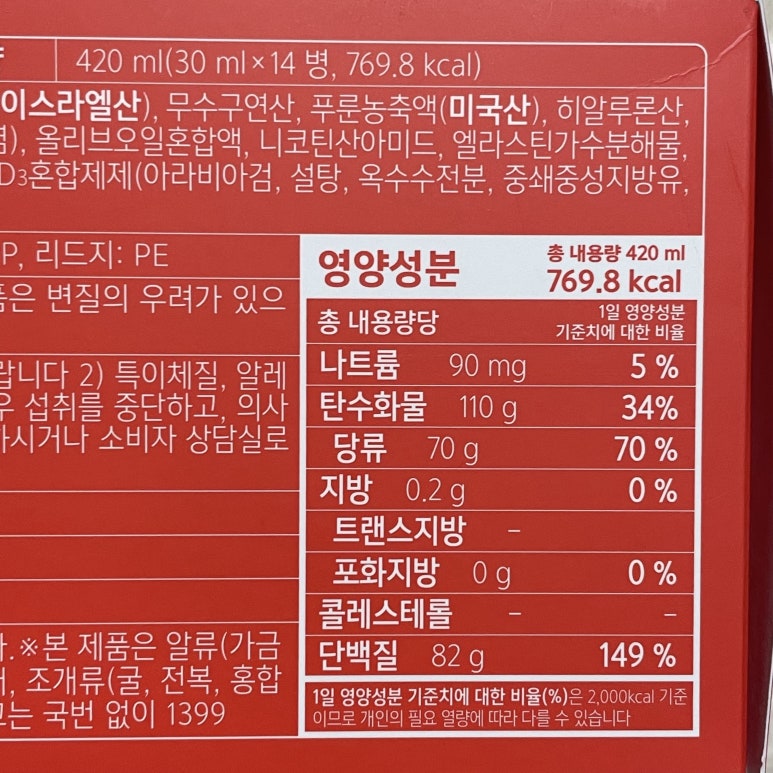 420 ml(30 ml×14 병, 769.8 kcal)
이스라엘산), 무수구연산, 푸룬농축액(미국산), 히알루론산,
), 올리브오일혼합액, 니코틴산아미드, 엘라스틴가수분해물,
D3혼합제제(아라비아검, 설탕, 옥수수전분, 중쇄중성지방유,
P, 리드지: PE
품은 변질의 우려가 있으
랍니다 2) 특이체질, 알레
우 섭취를 중단하고, 의사
하시거나 소비자 상담실로
.※본 제품은 알류(가금
, 조개류(굴, 전복, 홍합
는 국번 없이 1399
영양성분
총 내용량 420 ml
769.8 kcal
총 내용량당
1일 영양성분
기준치에 대한 비율
나트륨 90 mg 5 %
탄수화물 110 g 34%
당류 70 g 70 %
지방 0.2 g 0 %
트랜스지방 –
포화지방 0 g 0 %
콜레스테롤 – –
단백질 82 g 149 %
1일 영양성분 기준치에 대한 비율(%)은 2,000kcal 기준
이므로 개인의 필요 열량에 따라 다를 수 있습니다